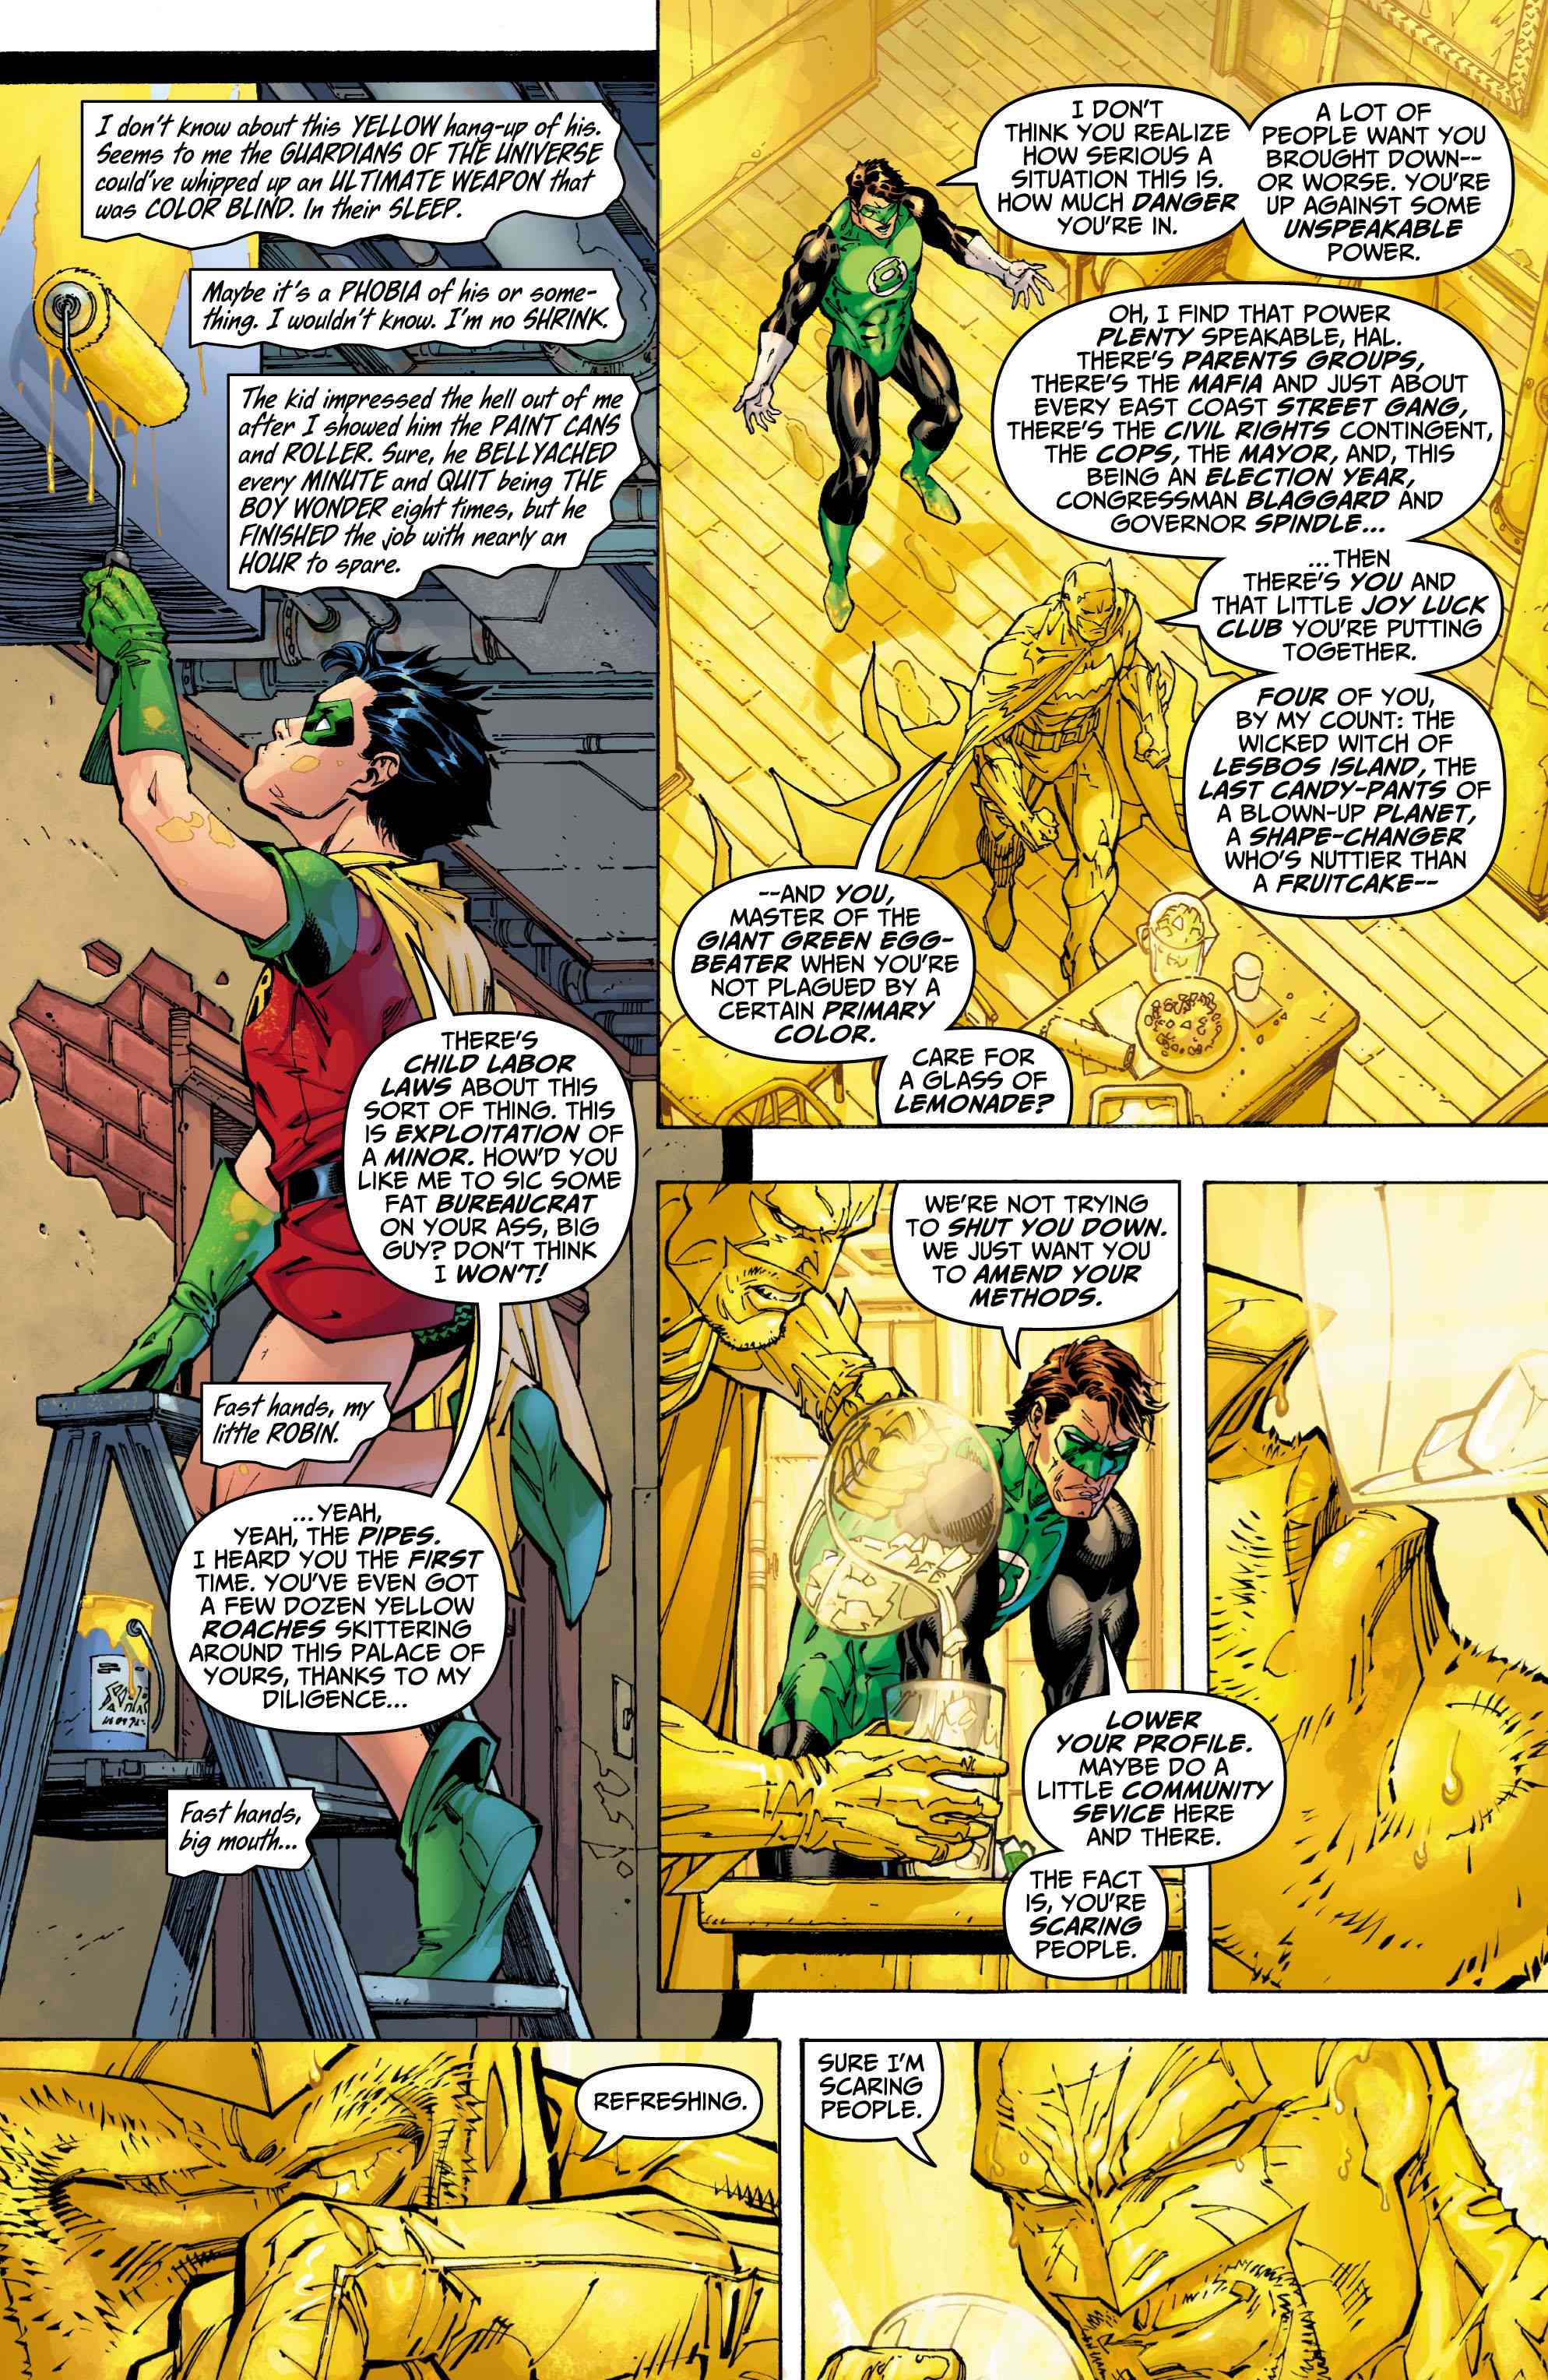 I don't know about this YELLOW hang-up of his.
Seems to me the GUARDIANS OF THE UNIVERSE
could've whipped up an ULTIMATE WEAPON that
was COLOR BLIND. In their SLEEP.
Maybe it's a PHOBIA of his or some-
thing. I wouldn't know. I'm no SHRINK.
The kid impressed the hell out of me
after I showed him the PAINT CANS
and ROLLER. Sure, he BELLYACHED
every MINUTE and QUIT being THE
BOY WONDER eight times, but he
FINISHED the job with nearly an
HOUR to spare.
THERE'S
CHILD LABOR
LAWS ABOUT THIS
SORT OF THING. THIS
IS EXPLOITATION OF
A MINOR. HOW'D YOU
LIKE ME TO SIC SOME
FAT BUREAUCRAT
ON YOUR ASS, BIG
GUY? DON'T THINK
I WON'T!
Fast hands, my
little ROBIN.
...YEAH,
YEAH, THE PIPES.
I HEARD YOU THE FIRST
TIME. YOU'VE EVEN GOT
A FEW DOZEN YELLOW
ROACHES SKITTERING
AROUND THIS PALACE OF
YOURS, THANKS TO MY
DILIGENCE...
Fast hands,
big mouth...
I DON'T
THINK YOU REALIZE
HOW SERIOUS A
SITUATION THIS IS.
HOW MUCH DANGER
YOU'RE IN.
A LOT OF
PEOPLE WANT YOU
BROUGHT DOWN--
OR WORSE. YOU'RE
UP AGAINST SOME
UNSPEAKABLE
POWER.
OH, I FIND THAT POWER
PLENTY SPEAKABLE, HAL.
THERE'S PARENTS GROUPS,
THERE'S THE MAFIA AND JUST ABOUT
EVERY EAST COAST STREET GANG,
THERE'S THE CIVIL RIGHTS CONTINGENT,
THE COPS, THE MAYOR, AND, THIS
BEING AN ELECTION YEAR,
CONGRESSMAN BLAGGARD AND
GOVERNOR SPINDLE...
...THEN
THERE'S YOU AND
THAT LITTLE JOY LUCK
CLUB YOU'RE PUTTING
TOGETHER.
FOUR OF YOU,
BY MY COUNT: THE
WICKED WITCH OF
LESBOS ISLAND, THE
LAST CANDY-PANTS OF
A BLOWN-UP PLANET,
A SHAPE-CHANGER
WHO'S NUTTIER THAN
A FRUITCAKE--
--AND YOU,
MASTER OF THE
GIANT GREEN EGG-
BEATER WHEN YOU'RE
NOT PLAGUED BY A
CERTAIN PRIMARY
COLOR.
CARE FOR
A GLASS OF
LEMONADE?
WE'RE NOT TRYING
TO SHUT YOU DOWN.
WE JUST WANT YOU
TO AMEND YOUR
METHODS.
LOWER
YOUR PROFILE.
MAYBE DO A
LITTLE COMMUNITY
SEVICE HERE
AND THERE.
THE FACT
IS, YOU'RE
SCARING
PEOPLE.
REFRESHING.
SURE I'M
SCARING
PEOPLE.